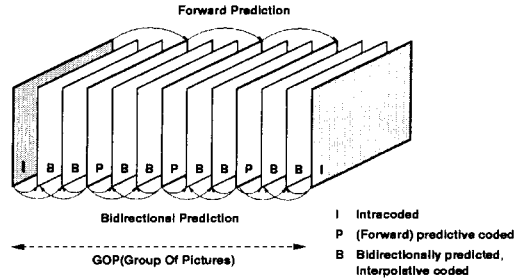 Forward Prediction
I B B P B B P B B P B B I
Bidirectional Prediction
GOP(Group Of Pictures)
I Intracoded
P (Forward) predictive coded
B Bidirectionally predicted,
Interpolative coded